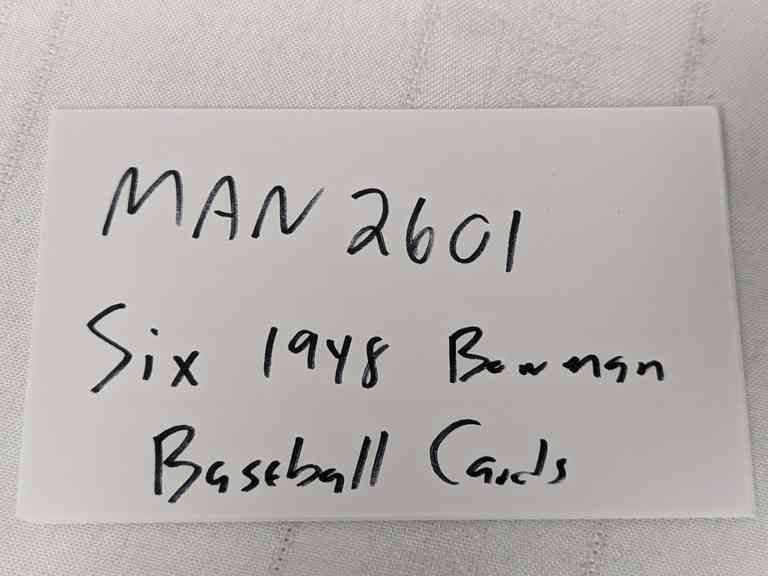 MAN 2601
Six 1948 Bowman
Baseball Cards